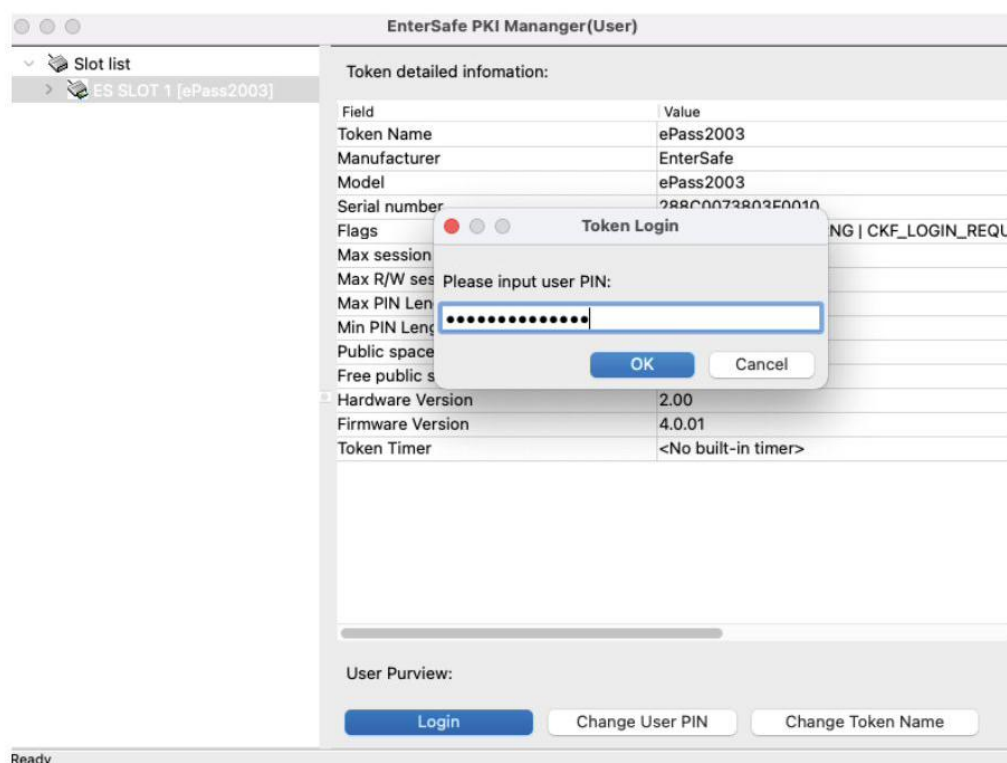 EnterSafe PKI Mananger(User)
Slot list
ES SLOT 1 [ePass2003]
Token detailed infomation:
Field Value
Token Name ePass2003
Manufacturer EnterSafe
Model ePass2003
Serial number 288C0073803F0010
Flags NG | CKF_LOGIN_REQU
Max session
Max R/W ses
Max PIN Len
Min PIN Leng
Public space
Free public s
Hardware Version 2.00
Firmware Version 4.0.01
Token Timer <No built-in timer>
Token Login
Please input user PIN:
••••••••••••••
OK Cancel
User Purview:
Login Change User PIN Change Token Name
Ready